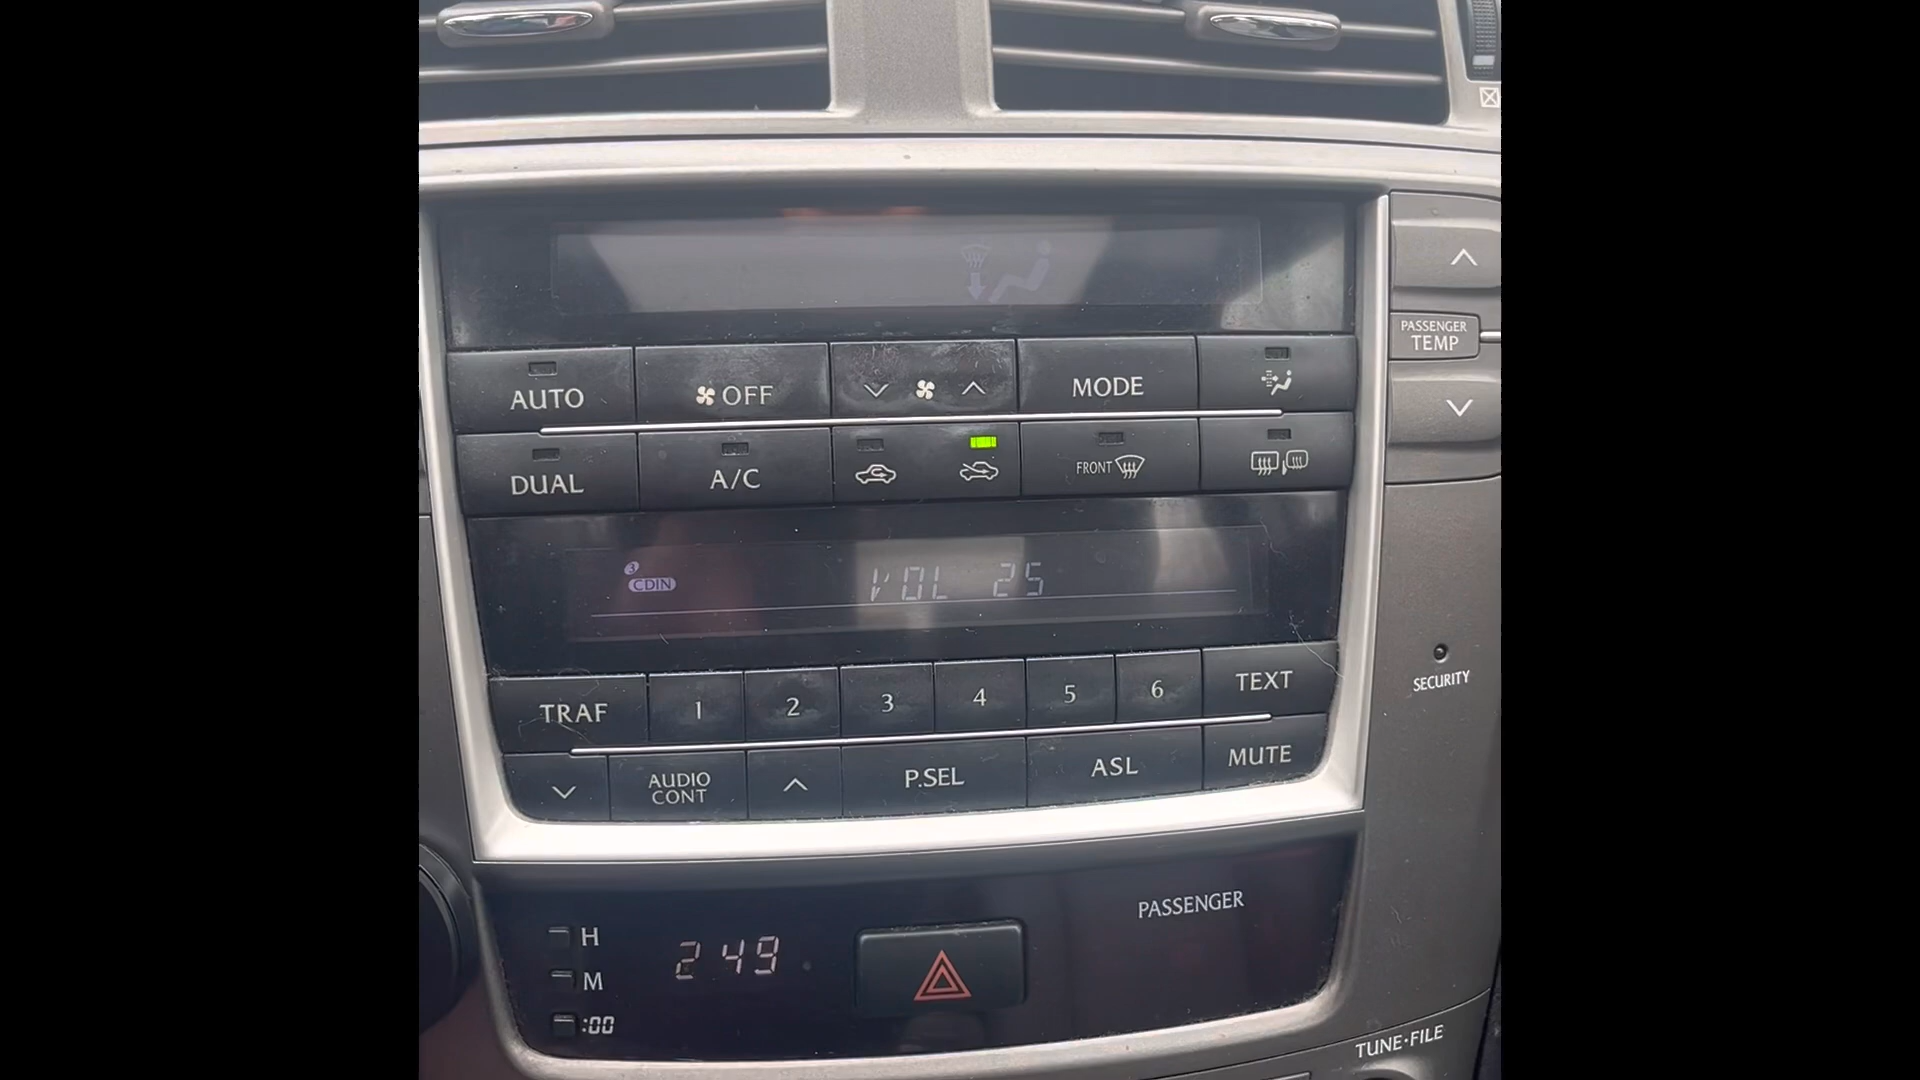 PASSENGER
TEMP
AUTO
OFF
MODE
DUAL
A/C
FRONT
3
CDIN
VOL 25
TRAF
1
2
3
4
5
6
TEXT
AUDIO
CONT
P.SEL
ASL
MUTE
SECURITY
H
M
:00
2 49
PASSENGER
TUNE•FILE